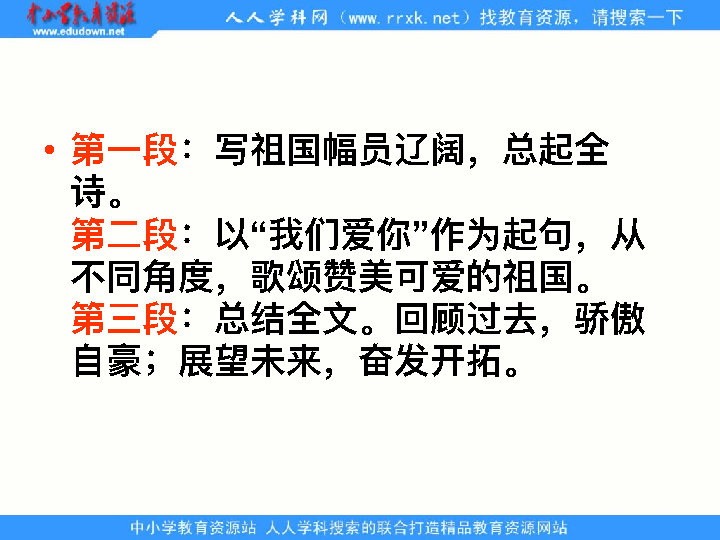 中小学教育资源
www.edudown.net
人人学科网（www.rrxk.net）找教育资源，请搜索一下
• 第一段：写祖国幅员辽阔，总起全
诗。
第二段：以“我们爱你”作为起句，从
不同角度，歌颂赞美可爱的祖国。
第三段：总结全文。回顾过去，骄傲
自豪；展望未来，奋发开拓。
中小学教育资源站 人人学科搜索的联合打造精品教育资源网站